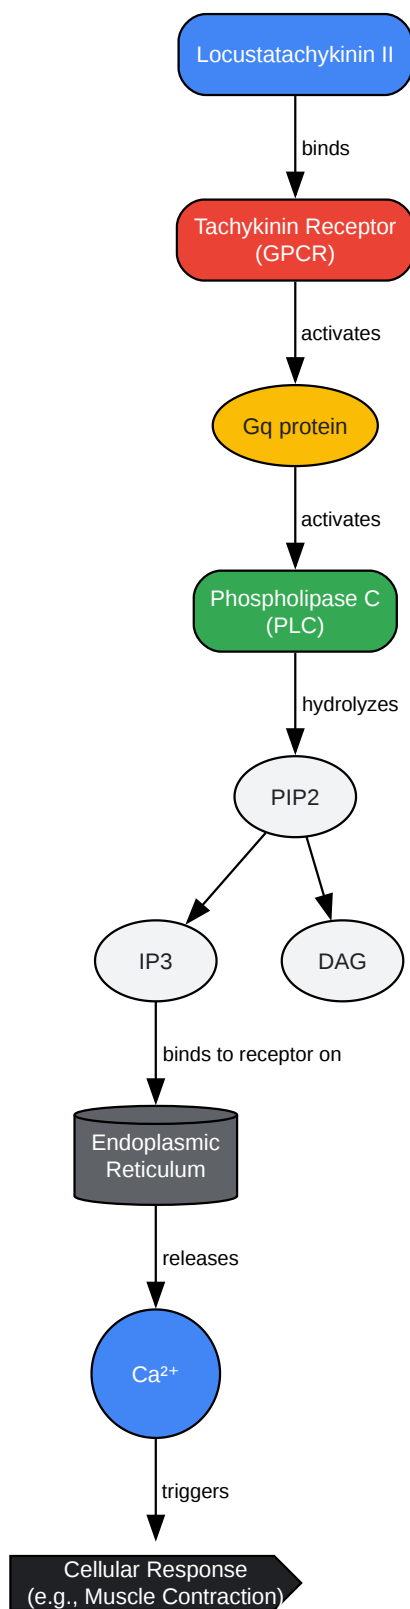 Locustatachykinin II
binds
Tachykinin Receptor
(GPCR)
activates
Gq protein
activates
Phospholipase C
(PLC)
hydrolyzes
PIP2
IP3
DAG
binds to receptor on
Endoplasmic
Reticulum
releases
Ca²⁺
triggers
Cellular Response
(e.g., Muscle Contraction)